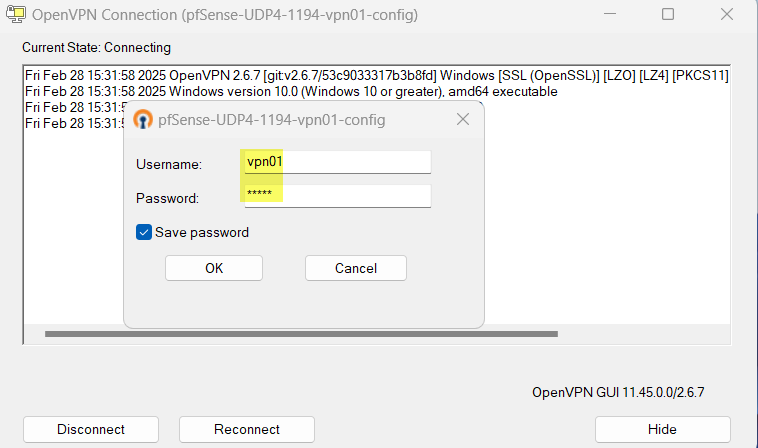 OpenVPN Connection (pfSense-UDP4-1194-vpn01-config)
Current State: Connecting
Fri Feb 28 15:31:58 2025 OpenVPN 2.6.7 [git:v2.6.7/53c9033317b3b8fd] Windows [SSL (OpenSSL)] [LZO] [LZ4] [PKCS11]
Fri Feb 28 15:31:58 2025 Windows version 10.0 (Windows 10 or greater), amd64 executable
Fri Feb 28 15:31:5
Fri Feb 28 15:31:5
pfSense-UDP4-1194-vpn01-config
Username: vpn01
Password: *****
Save password
OK Cancel
OpenVPN GUI 11.45.0.0/2.6.7
Disconnect Reconnect Hide